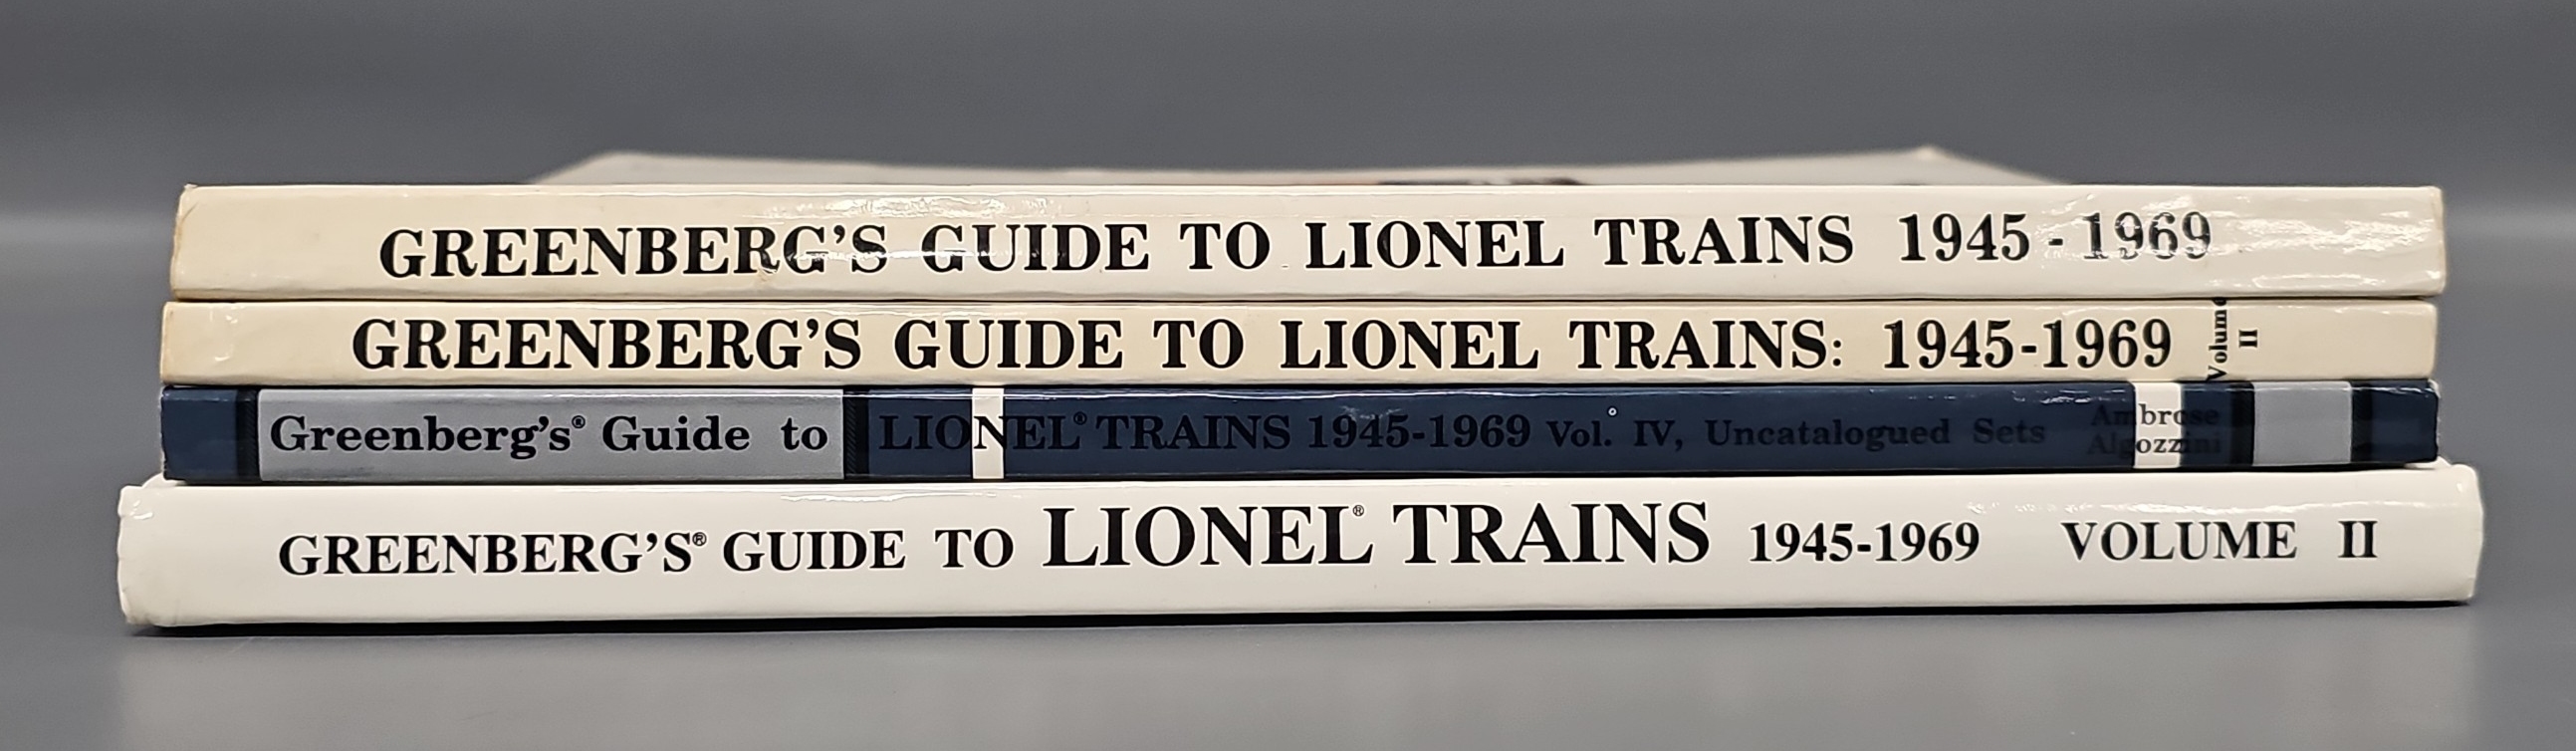 GREENBERG'S GUIDE TO LIONEL TRAINS 1945 - 1969
GREENBERG'S GUIDE TO LIONEL TRAINS: 1945-1969 Volume II
Greenberg's® Guide to LIONEL® TRAINS 1945-1969 Vol. IV, Uncatalogued Sets Ambrose
Algozzini
GREENBERG'S® GUIDE TO LIONEL® TRAINS 1945-1969 VOLUME II